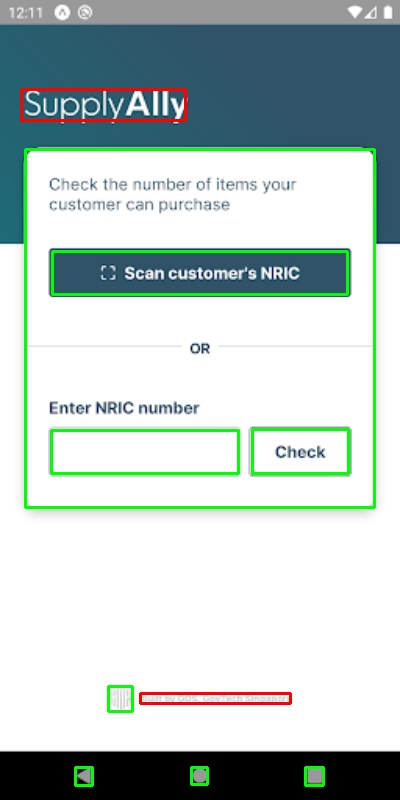 12:11
SupplyAlly
Check the number of items your
customer can purchase
Scan customer's NRIC
OR
Enter NRIC number
Check
Built by GDS, GovTech Singapore